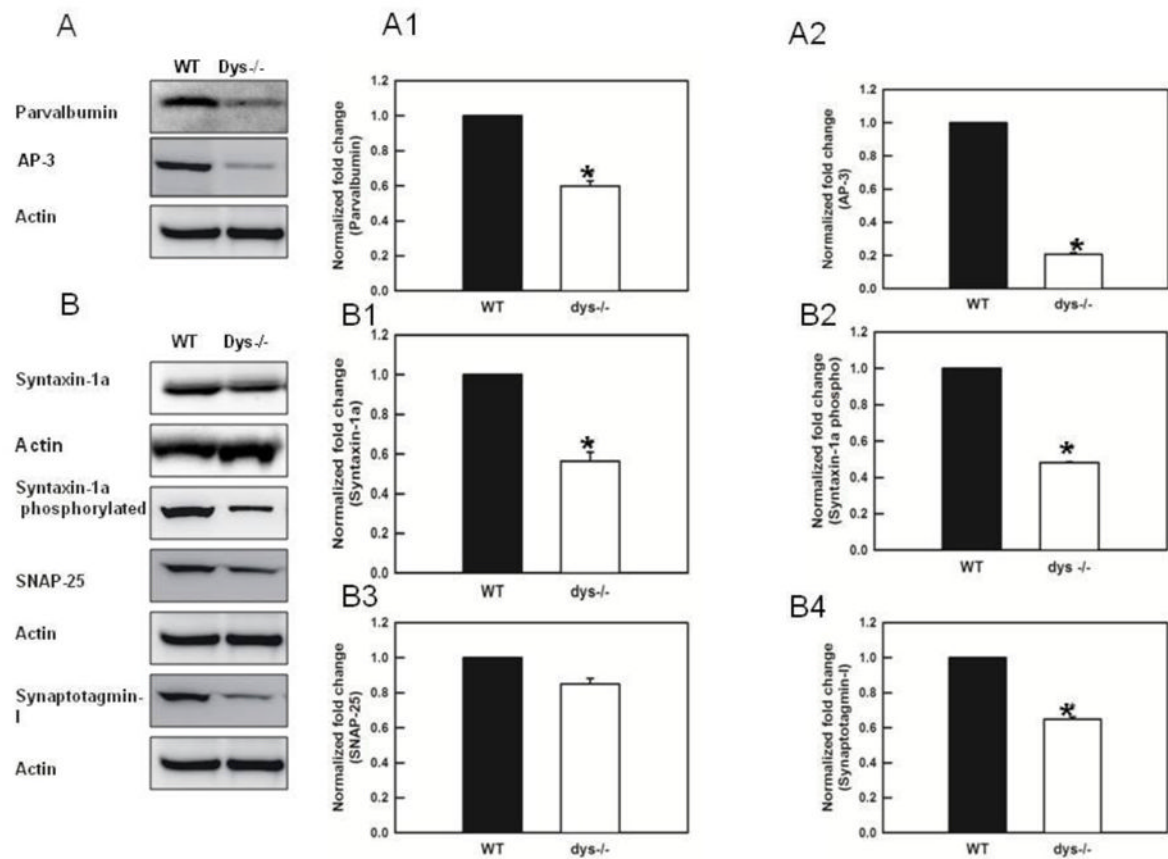 A
WT Dys-/-
Parvalbumin
AP-3
Actin
A1
Normalized fold change
(Parvalbumin)
1.2
1.0
0.8
0.6
0.4
0.2
0.0
*
WT dys-/-
A2
Normalized fold change
(AP-3)
1.2
1.0
0.8
0.6
0.4
0.2
0.0
*
WT dys-/-
B
WT Dys-/-
Syntaxin-1a
Actin
Syntaxin-1a
phosphorylated
SNAP-25
Actin
Synaptotagmin-
I
Actin
B1
Normalized fold change
(Syntaxin-1a)
1.2
1.0
0.8
0.6
0.4
0.2
0.0
*
WT dys-/-
B2
Normalized fold change
(Syntaxin-1a phospho)
1.2
1.0
0.8
0.6
0.4
0.2
0.0
*
WT dys -/-
B3
Normalized fold change
(SNAP-25)
1.2
1.0
0.8
0.6
0.4
0.2
0.0
WT dys-/-
B4
Normalized fold change
(Synaptotagmin-I)
1.2
1.0
0.8
0.6
0.4
0.2
0.0
*
WT dys-/-